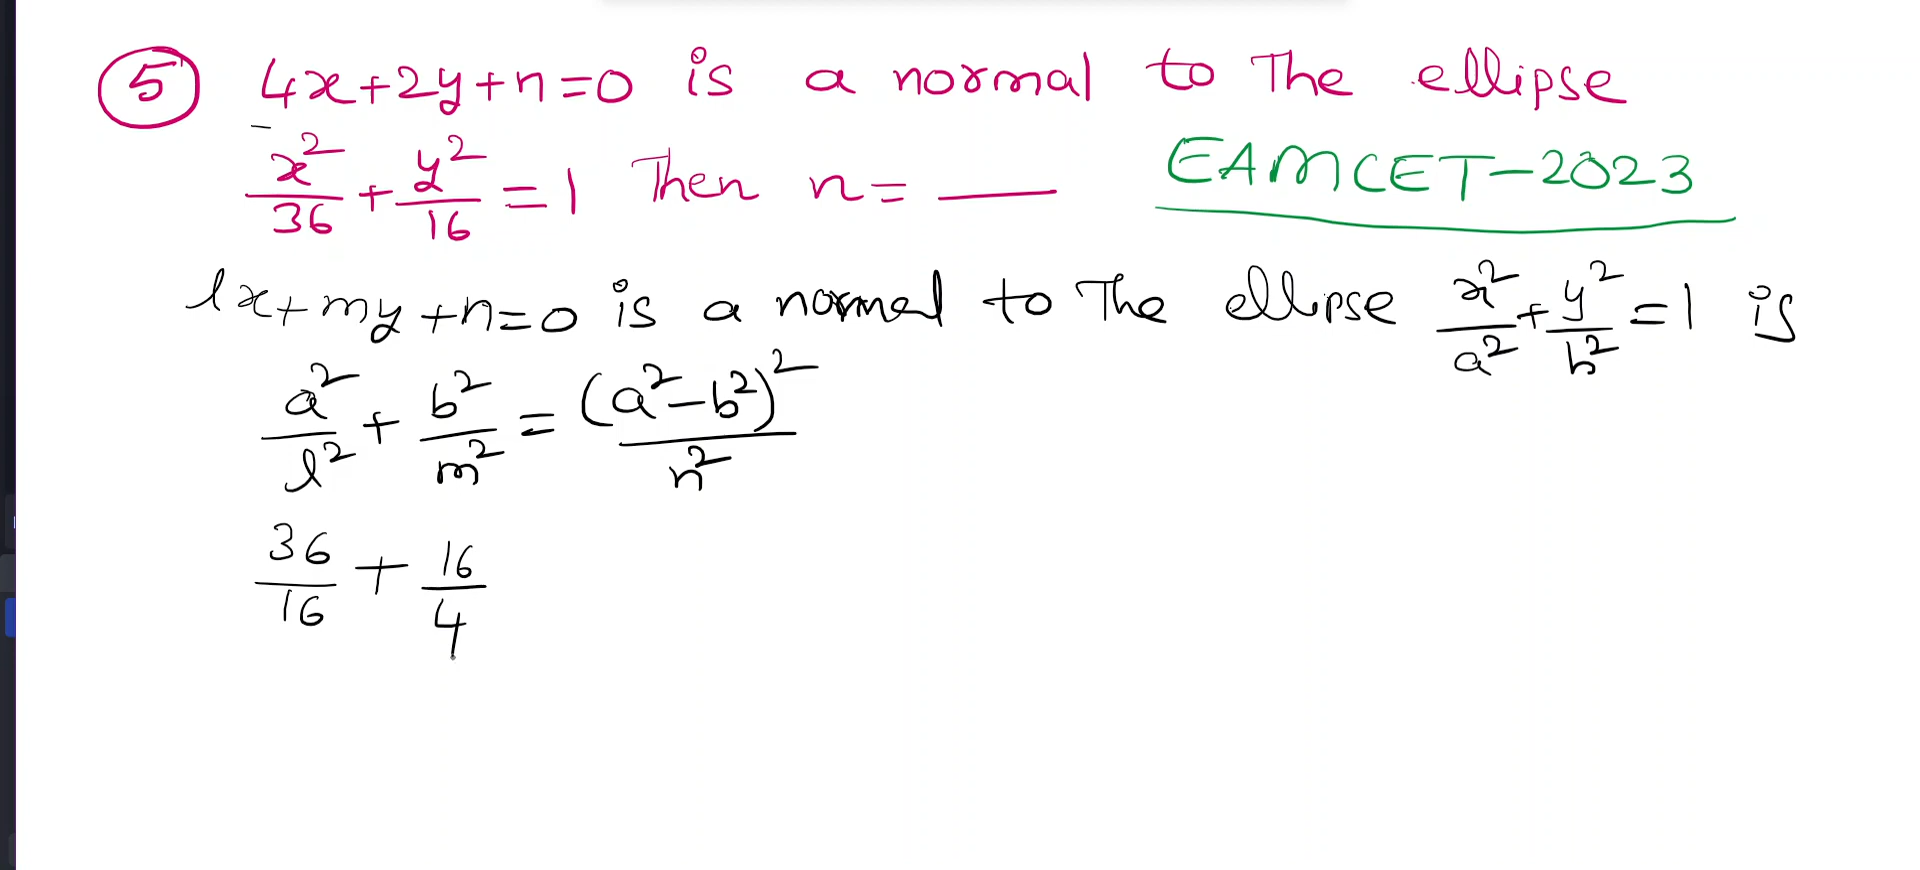 5 4x+2y+n=0 is a normal to The ellipse
x²/36 + y²/16 = 1 Then n= ____ EAMCET-2023
lx+my+n=0 is a normal to The ellipse x²/a² + y²/b² = 1 is
a²/l² + b²/m² = (a²-b²)²/n²
36/16 + 16/4